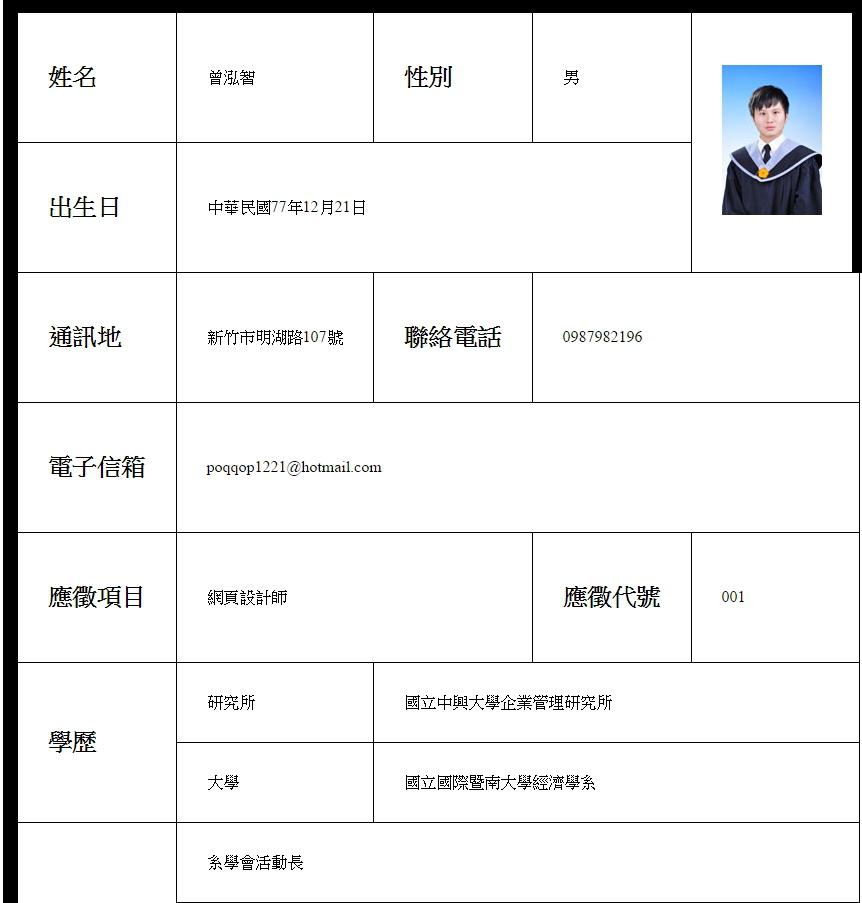 姓名 曾泓智 性別 男
出生日 中華民國77年12月21日
通訊地 新竹市明湖路107號 聯絡電話 0987982196
電子信箱 poqqop1221@hotmail.com
應徵項目 網頁設計師 應徵代號 001
學歷
研究所 國立中興大學企業管理研究所
大學 國立國際暨南大學經濟學系
系學會活動長